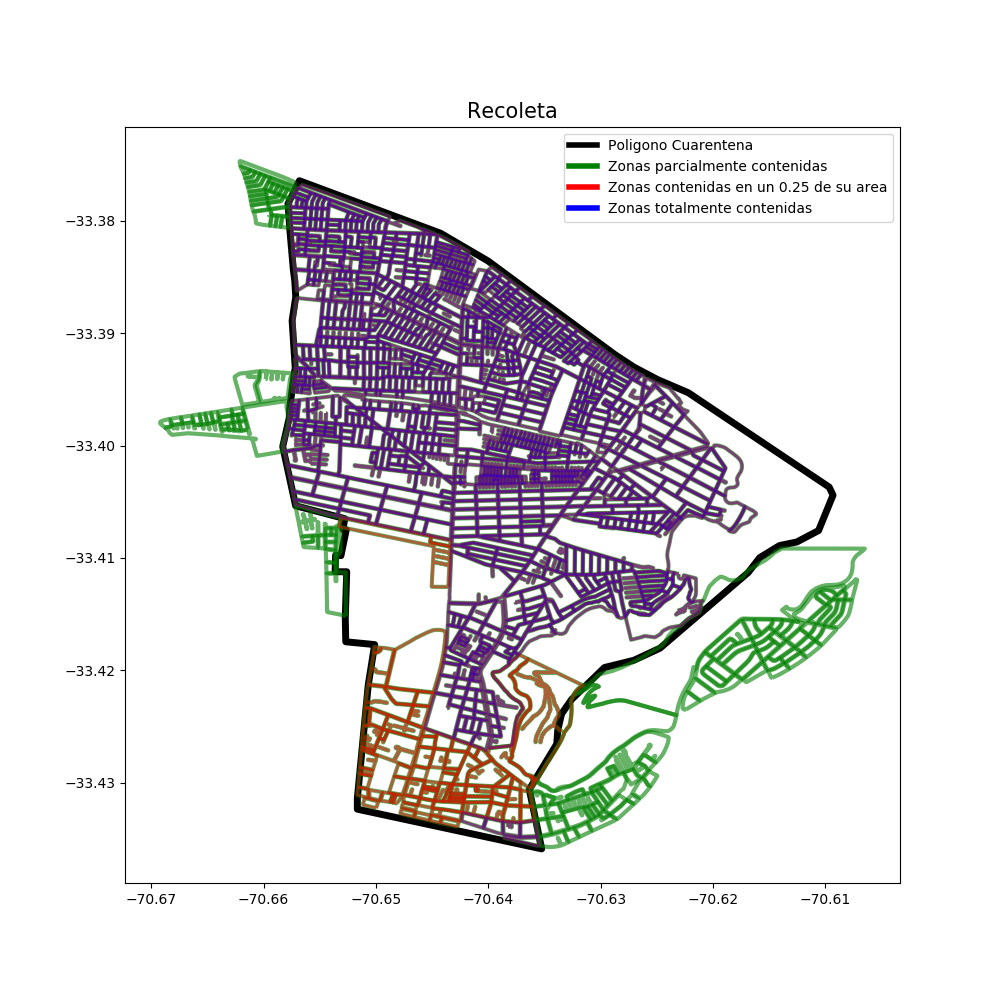 Recoleta
Poligono Cuarentena
Zonas parcialmente contenidas
Zonas contenidas en un 0.25 de su area
Zonas totalmente contenidas
−33.38
−33.39
−33.40
−33.41
−33.42
−33.43
−70.67 −70.66 −70.65 −70.64 −70.63 −70.62 −70.61